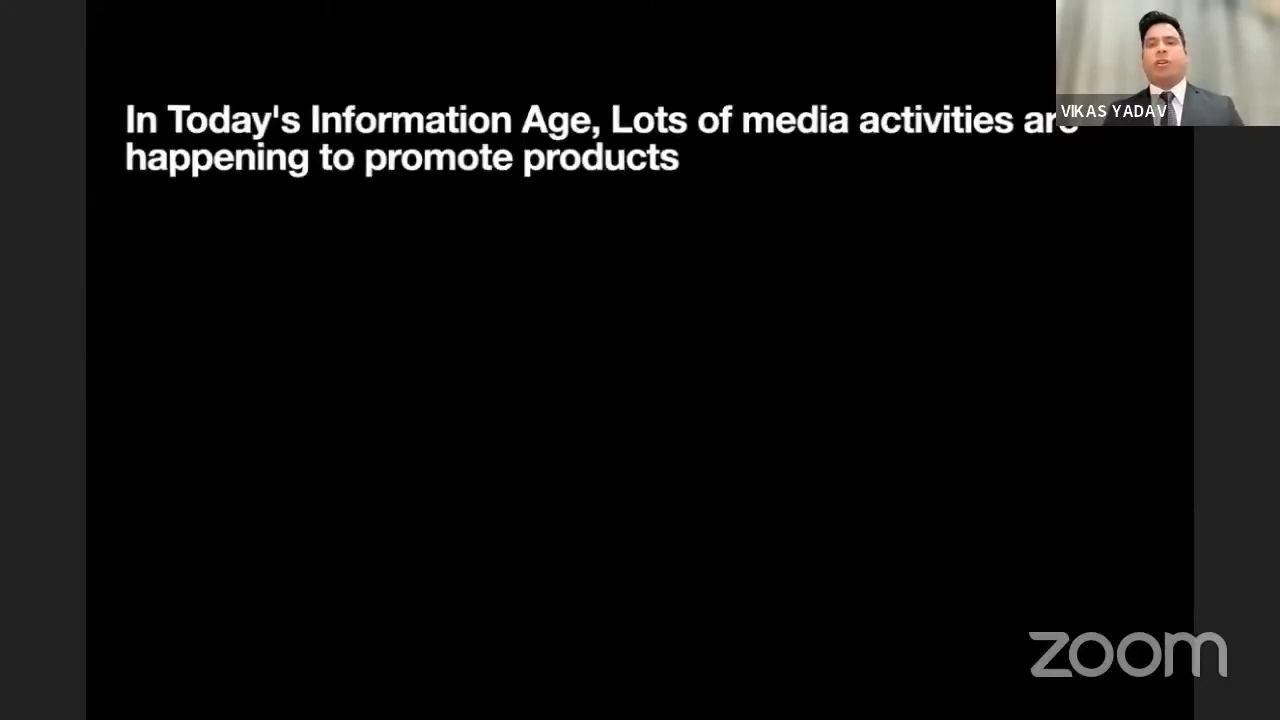 In Today's Information Age, Lots of media activities are
happening to promote products
VIKAS YADAV
zoom